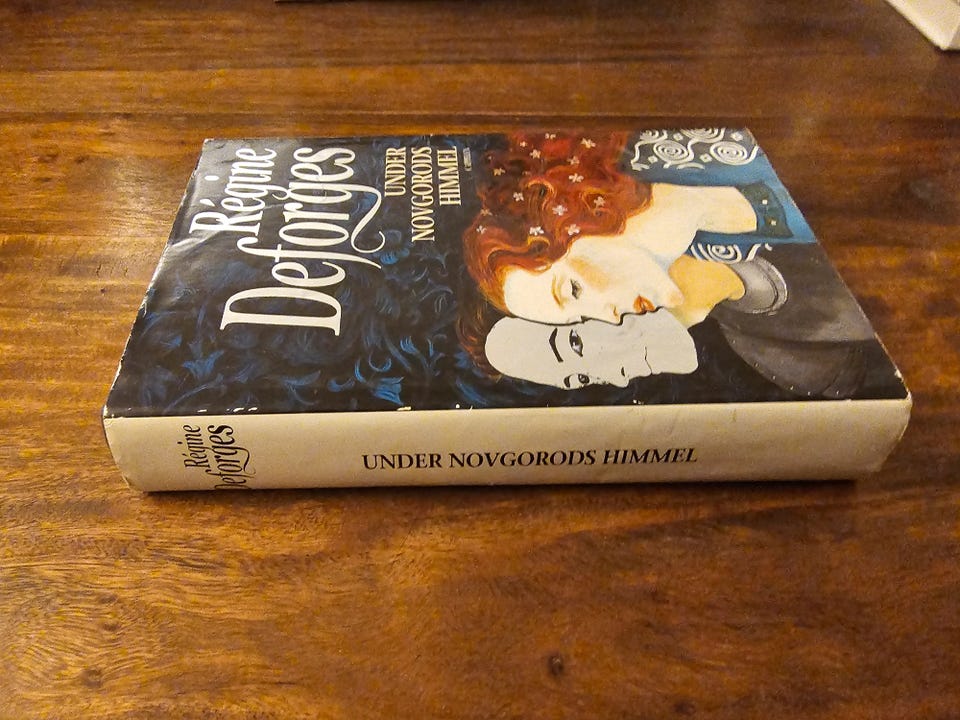 Régine
Deforges
UNDER
NOVGORODS
HIMMEL
Régine
Deforges
UNDER NOVGORODS HIMMEL